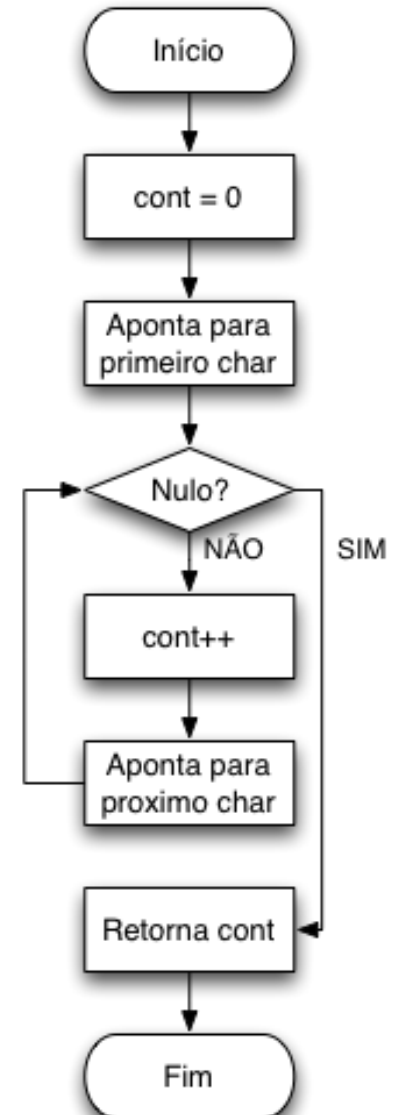 Início
cont = 0
Aponta para
primeiro char
Nulo?
NÃO
SIM
cont++
Aponta para
proximo char
Retorna cont
Fim